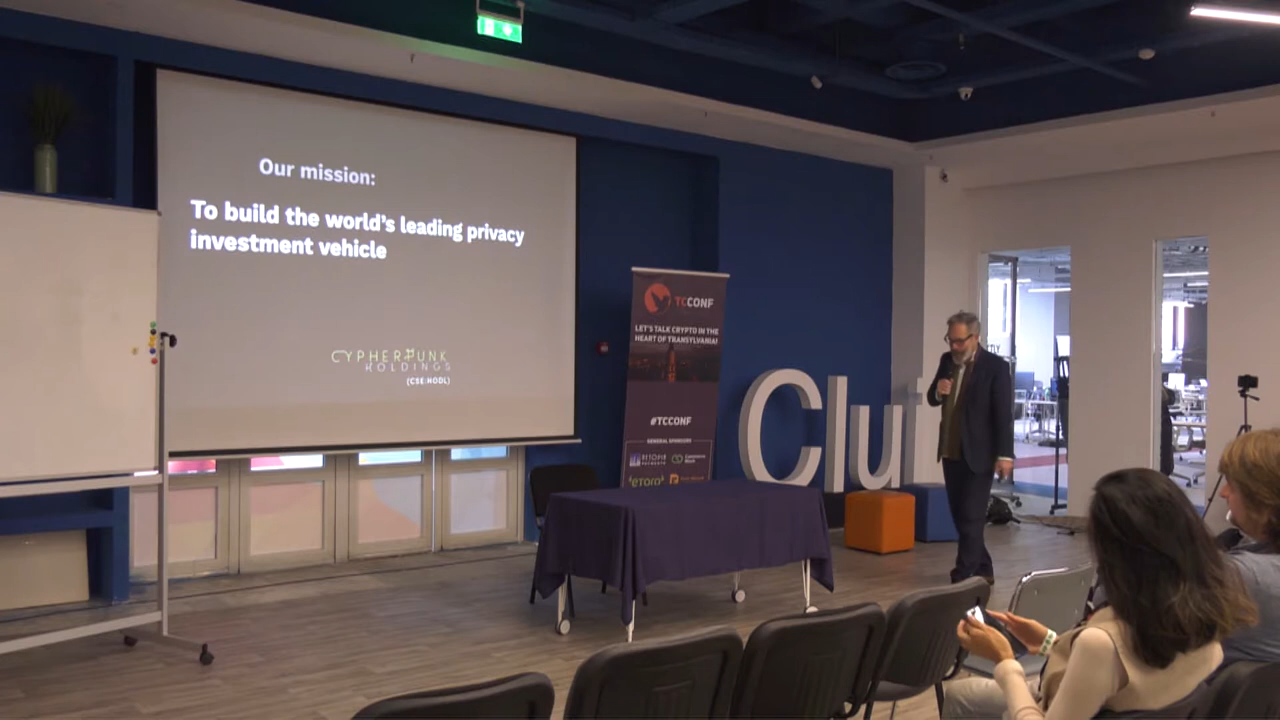 Our mission:
To build the world's leading privacy
investment vehicle
CYPHERPUNK
HOLDINGS
(CSE:HODL)
TCCONF
LET'S TALK CRYPTO IN THE
HEART OF TRANSYLVANIA!
#TCCONF
GENERAL SPONSORS
eToro
Cluj